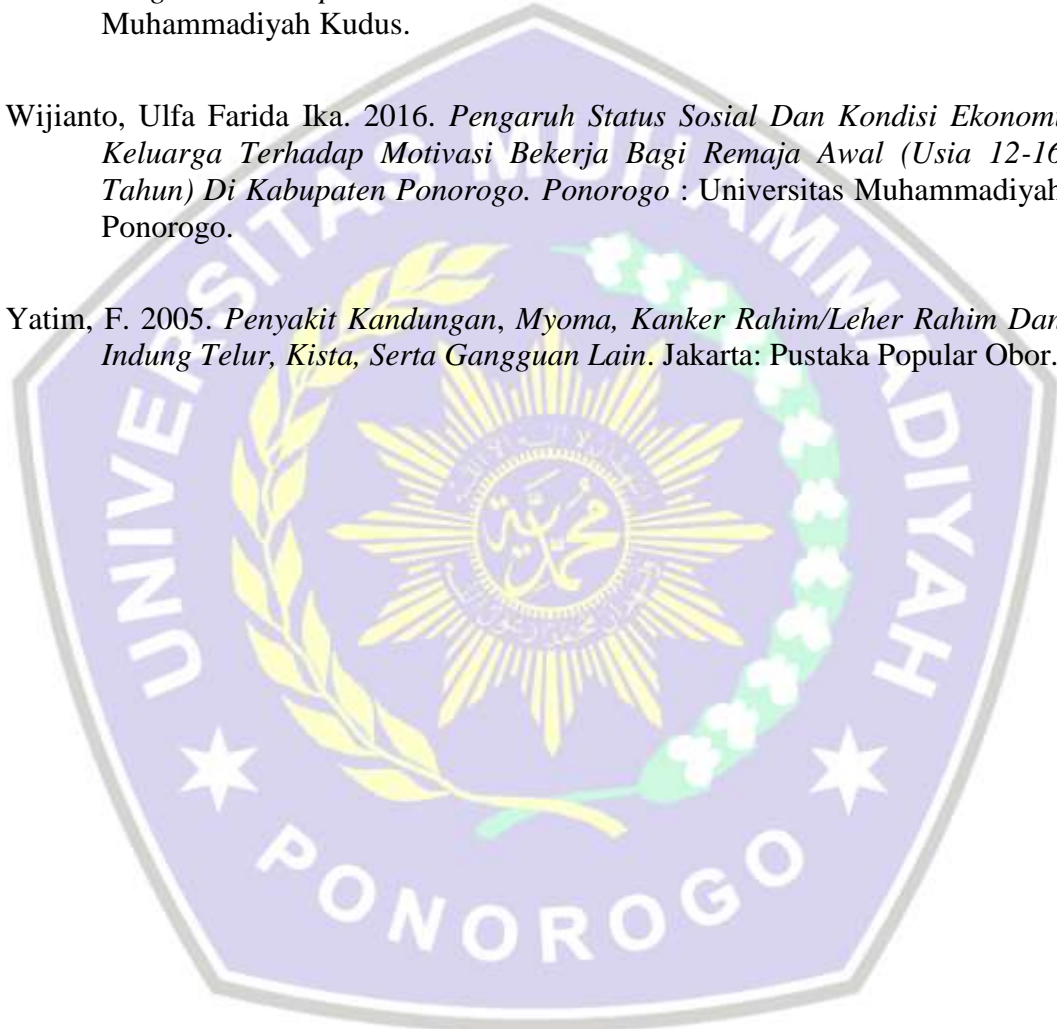 Muhammadiyah Kudus.
Wijianto, Ulfa Farida Ika. 2016. Pengaruh Status Sosial Dan Kondisi Ekonomi
Keluarga Terhadap Motivasi Bekerja Bagi Remaja Awal (Usia 12-16
Tahun) Di Kabupaten Ponorogo. Ponorogo : Universitas Muhammadiyah
Ponorogo.
Yatim, F. 2005. Penyakit Kandungan, Myoma, Kanker Rahim/Leher Rahim Dan
Indung Telur, Kista, Serta Gangguan Lain. Jakarta: Pustaka Popular Obor.
UNIVERSITAS MUHAMMADIYAH
PONOROGO
محمدية